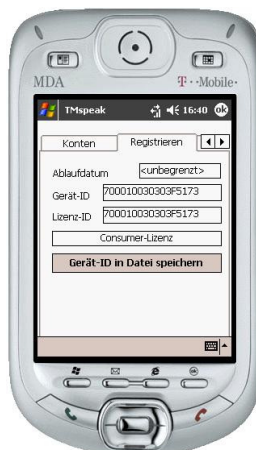 MDA
T··Mobile·
TMspeak 16:40 ok
Konten Registrieren
Ablaufdatum <unbegrenzt>
Gerät-ID 700010030303F5173
Lizenz-ID 700010030303F5173
Consumer-Lizenz
Gerät-ID in Datei speichern